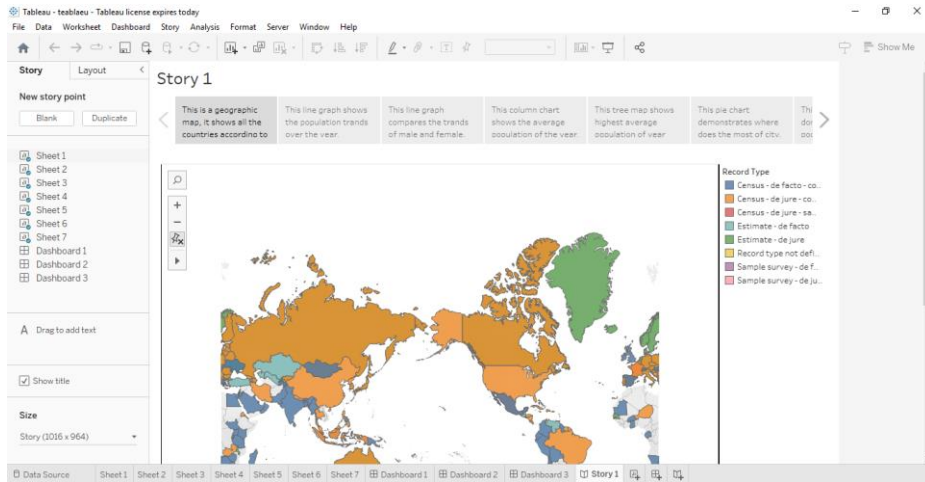 Tableau - teablaeu - Tableau license expires today
File Data Worksheet Dashboard Story Analysis Format Server Window Help
Show Me
Story Layout
New story point
Blank Duplicate
Sheet 1
Sheet 2
Sheet 3
Sheet 4
Sheet 5
Sheet 6
Sheet 7
Dashboard 1
Dashboard 2
Dashboard 3
A Drag to add text
Show title
Size
Story (1016 x 964)
Story 1
This is a geographic
map, it shows all the
countries according to
This line graph shows
the population trands
over the year.
This line graph
compares the trands
of male and female.
This column chart
shows the average
population of the year
This tree map shows
highest average
population of year
This pie chart
demonstrates where
does the most of city.
Record Type
Census - de facto - co..
Census - de jure - co...
Census - de jure - sa...
Estimate - de facto
Estimate - de jure
Record type not defi...
Sample survey - de f...
Sample survey - de ju...
Data Source Sheet 1 Sheet 2 Sheet 3 Sheet 4 Sheet 5 Sheet 6 Sheet 7 Dashboard 1 Dashboard 2 Dashboard 3 Story 1